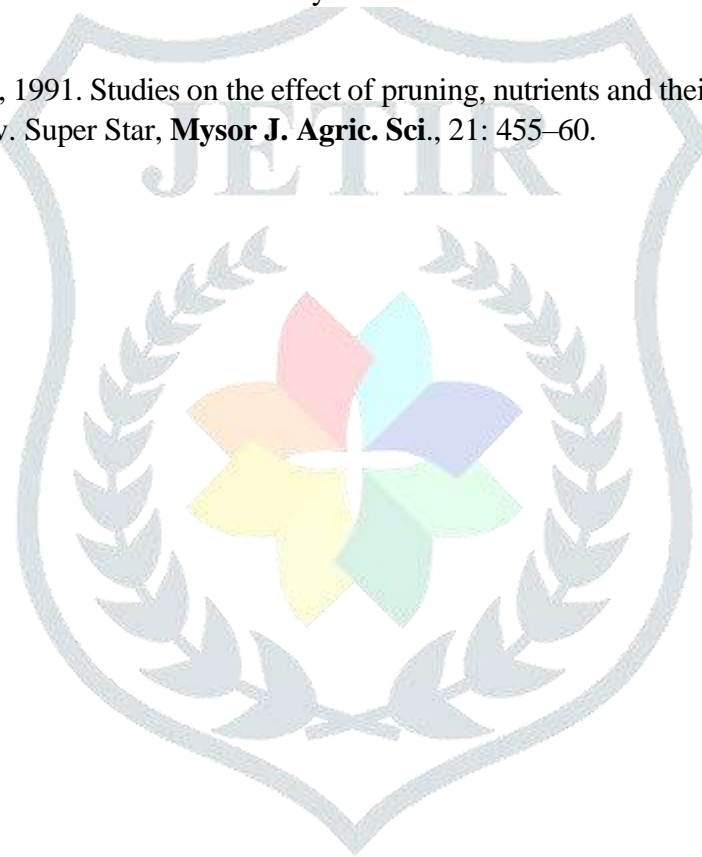 , 1991. Studies on the effect of pruning, nutrients and thei
. Super Star, Mysor J. Agric. Sci., 21: 455–60.
JETIR